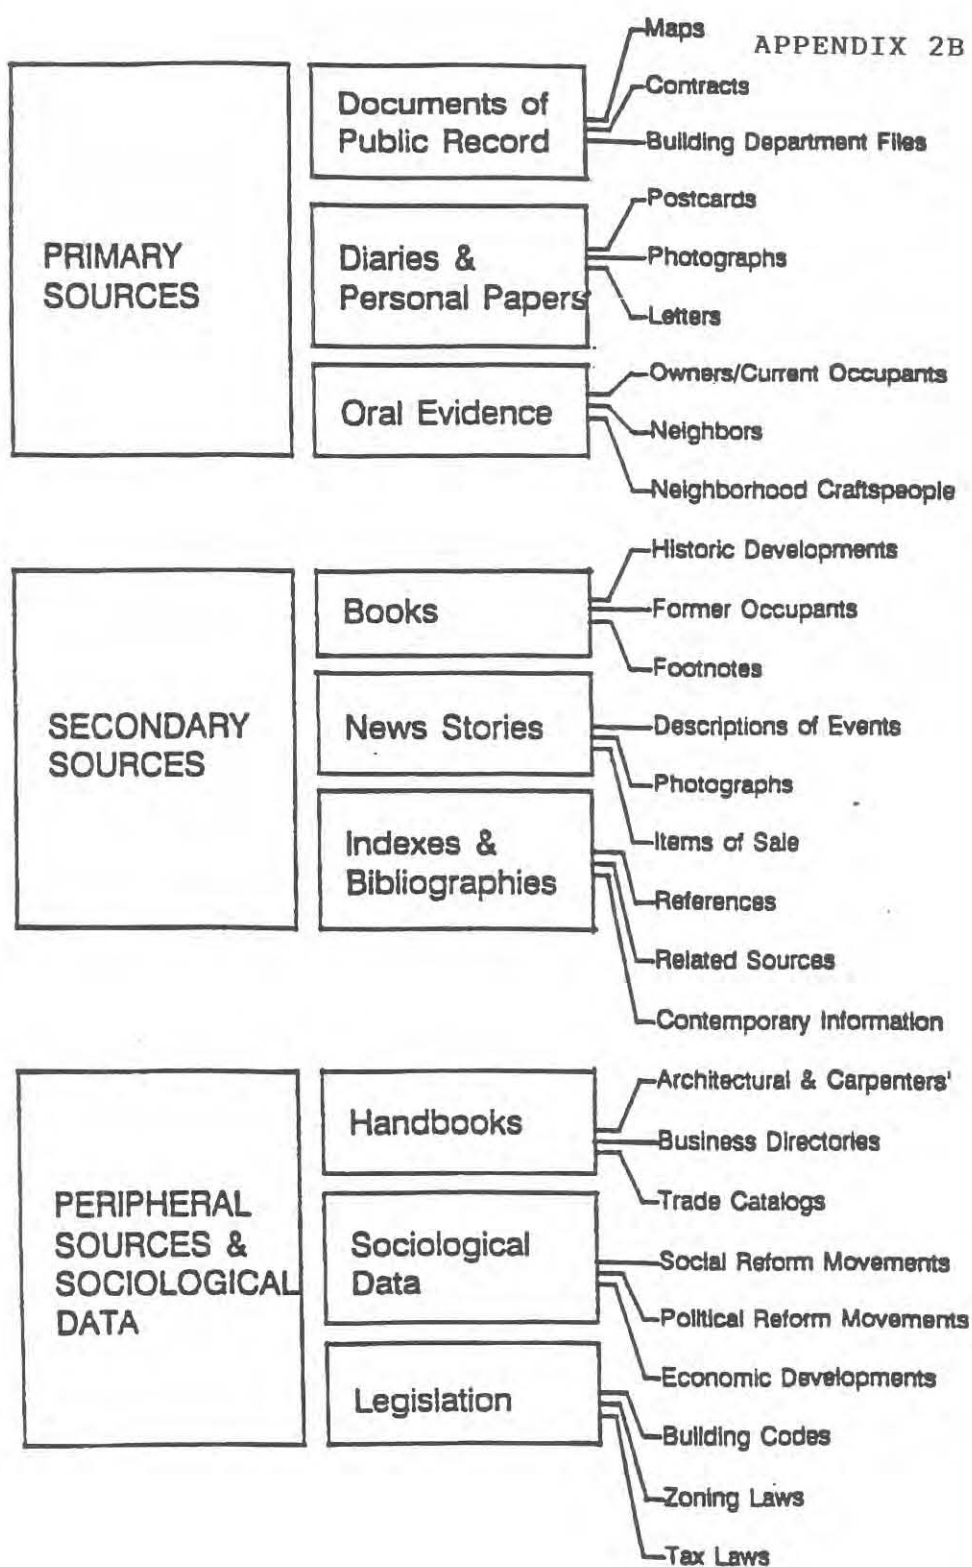 APPENDIX 2B
PRIMARY
SOURCES
Documents of
Public Record
Maps
Contracts
Building Department Files
Diaries &
Personal Papers
Postcards
Photographs
Letters
Oral Evidence
Owners/Current Occupants
Neighbors
Neighborhood Craftspeople
SECONDARY
SOURCES
Books
Historic Developments
Former Occupants
Footnotes
News Stories
Descriptions of Events
Photographs
Items of Sale
Indexes &
Bibliographies
References
Related Sources
Contemporary Information
PERIPHERAL
SOURCES &
SOCIOLOGICAL
DATA
Handbooks
Architectural & Carpenters'
Business Directories
Trade Catalogs
Sociological
Data
Social Reform Movements
Political Reform Movements
Economic Developments
Legislation
Building Codes
Zoning Laws
Tax Laws